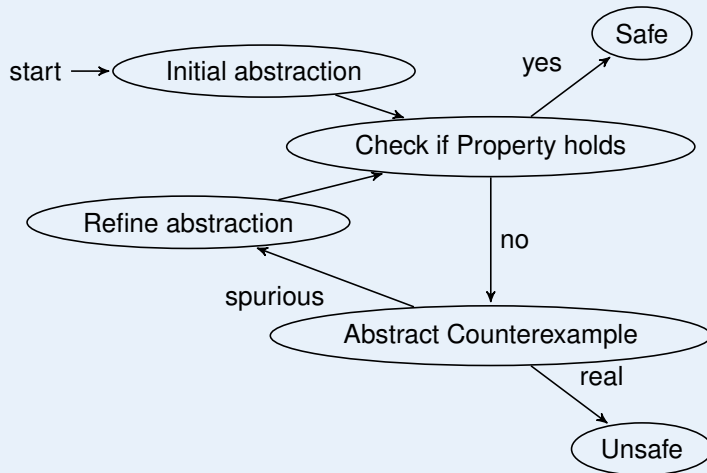 Safe
yes
start
Initial abstraction
Check if Property holds
Refine abstraction
no
spurious
Abstract Counterexample
real
Unsafe